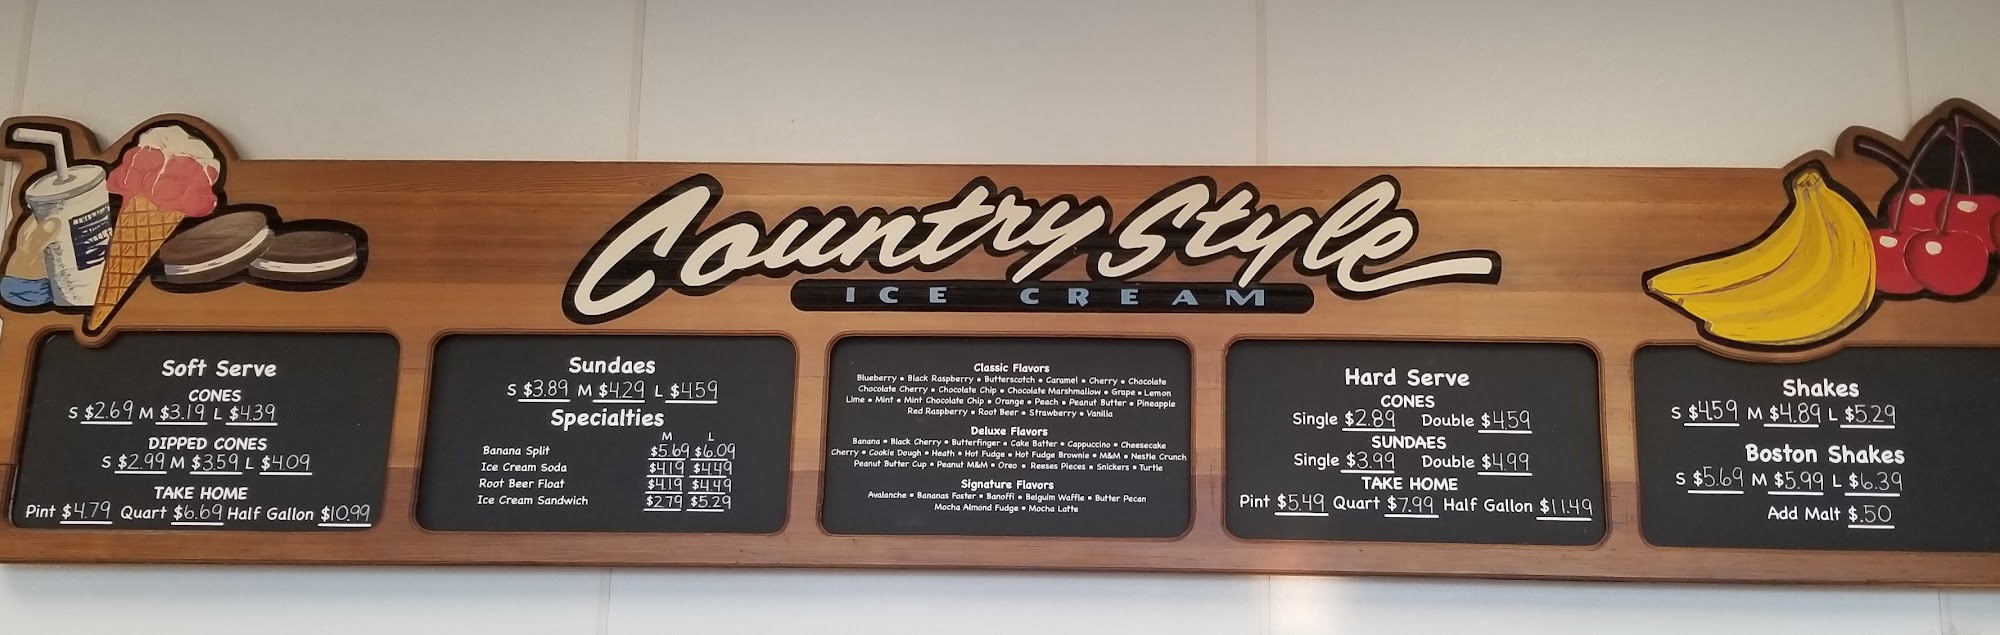 Country Style
ICE CREAM
Soft Serve
CONES
S $2.69 M $3.19 L $4.39
DIPPED CONES
S $2.99 M $3.59 L $4.09
TAKE HOME
Pint $4.79 Quart $6.69 Half Gallon $10.99
Sundaes
S $3.89 M $4.29 L $4.59
Specialties
M L
Banana Split $5.69 $6.09
Ice Cream Soda $4.19 $4.49
Root Beer Float $4.19 $4.49
Ice Cream Sandwich $2.79 $5.29
Classic Flavors
Blueberry • Black Raspberry • Butterscotch • Caramel • Cherry • Chocolate
Chocolate Cherry • Chocolate Chip • Chocolate Marshmallow • Grape • Lemon
Lime • Mint • Mint Chocolate Chip • Orange • Peach • Peanut Butter • Pineapple
Red Raspberry • Root Beer • Strawberry • Vanilla
Deluxe Flavors
Banana • Black Cherry • Butterfinger • Cake Batter • Cappuccino • Cheesecake
Cherry • Cookie Dough • Heath • Hot Fudge • Hot Fudge Brownie • M&M • Nestle Crunch
Peanut Butter Cup • Peanut M&M • Oreo • Reeses Pieces • Snickers • Turtle
Signature Flavors
Avalanche • Bananas Foster • Banoffi • Belguim Waffle • Butter Pecan
Mocha Almond Fudge • Mocha Latte
Hard Serve
CONES
Single $2.89 Double $4.59
SUNDAES
Single $3.99 Double $4.99
TAKE HOME
Pint $5.49 Quart $7.99 Half Gallon $11.49
Shakes
S $4.59 M $4.89 L $5.29
Boston Shakes
S $5.69 M $5.99 L $6.39
Add Malt $.50